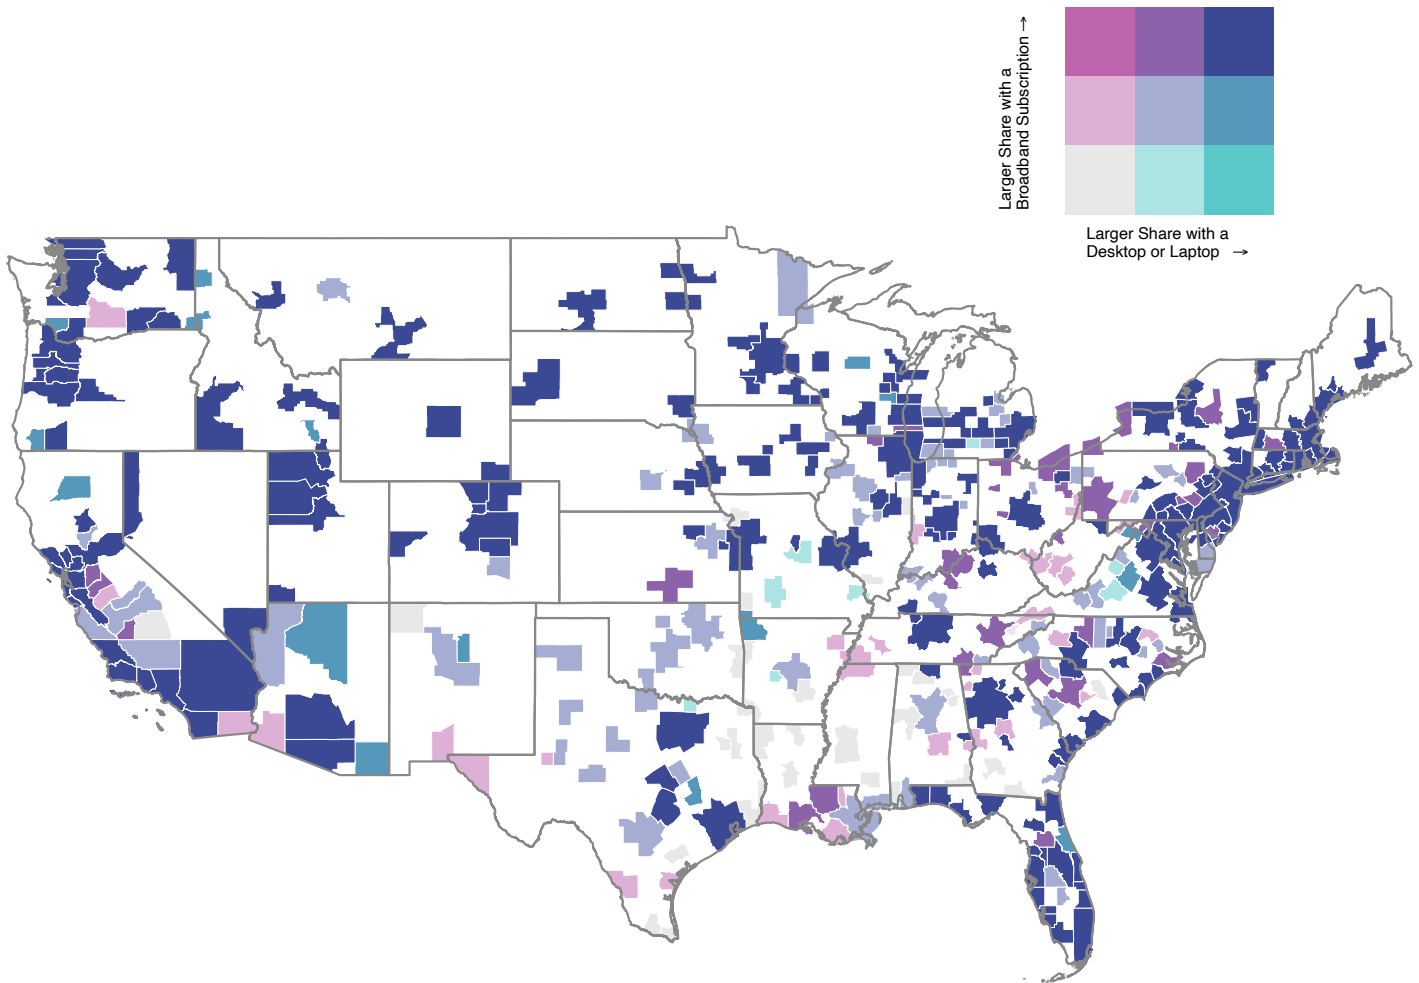 Larger Share with a
Broadband Subscription →
Larger Share with a
Desktop or Laptop →